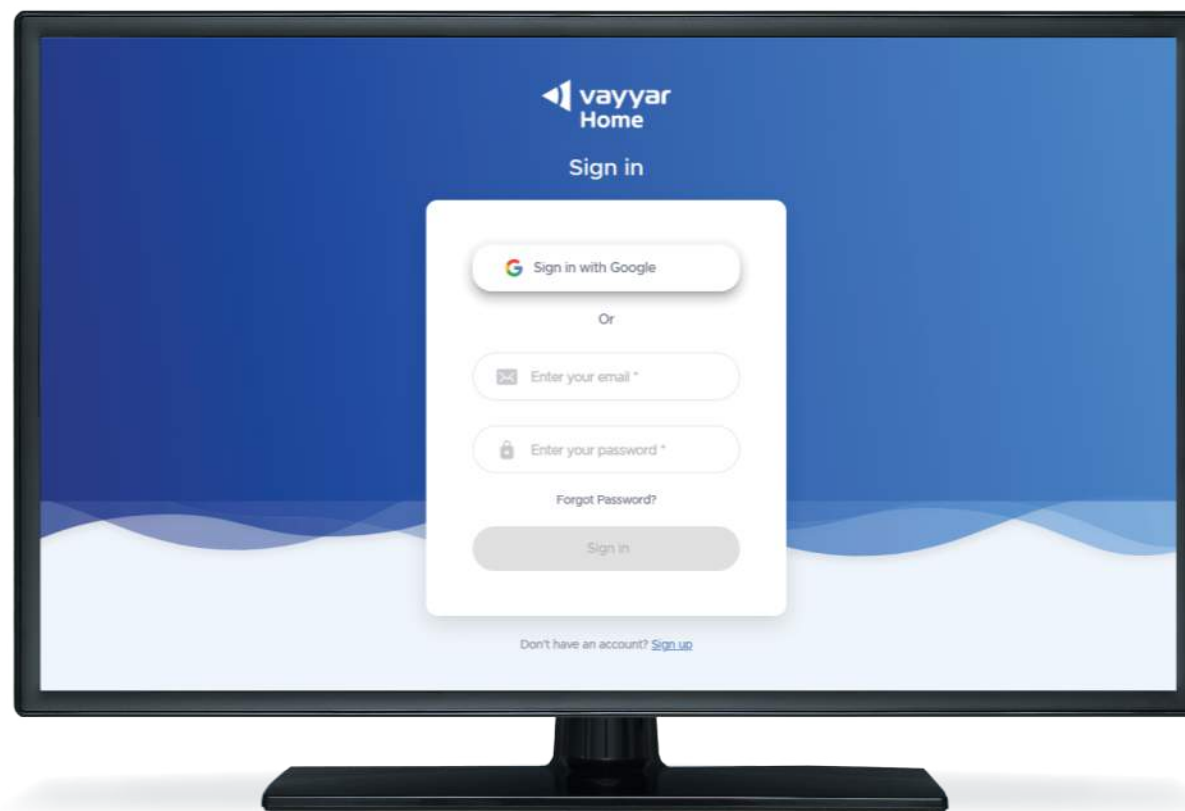 vayyar
Home
Sign in
Sign in with Google
Or
Enter your email *
Enter your password *
Forgot Password?
Sign in
Don't have an account? Sign up